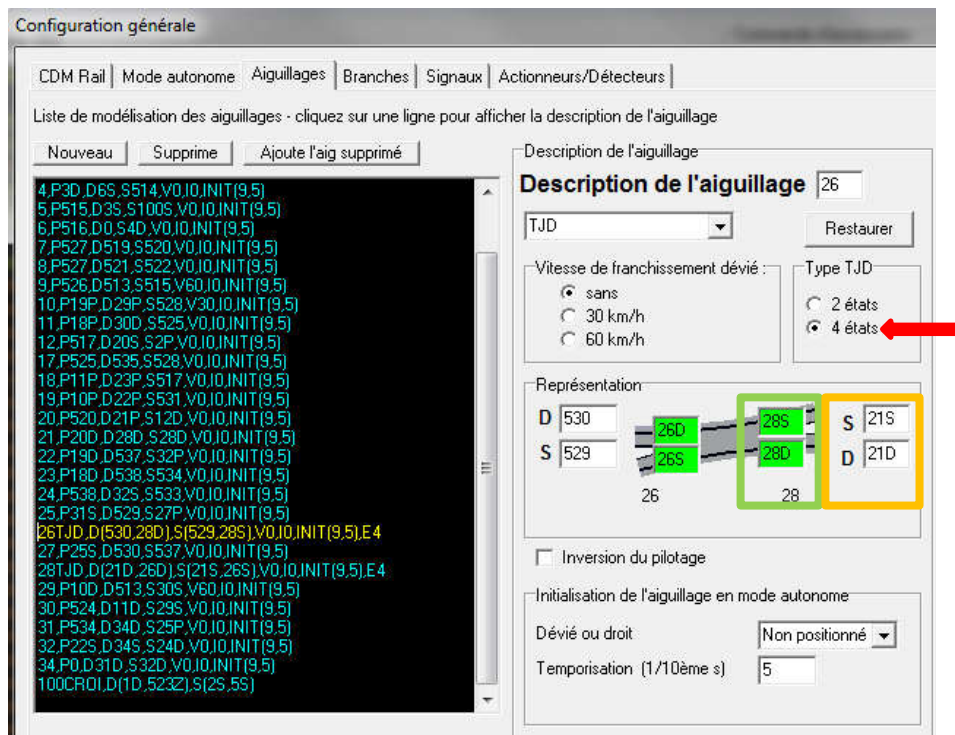 Configuration générale
CDM Rail Mode autonome Aiguillages Branches Signaux Actionneurs/Détecteurs
Liste de modélisation des aiguillages - cliquez sur une ligne pour afficher la description de l'aiguillage
Nouveau Supprime Ajoute l'aig supprimé
4,P3D,D6S,S514,V0,I0,INIT(9,5)
5,P515,D3S,S100S,V0,I0,INIT(9,5)
6,P516,D0,S4D,V0,I0,INIT(9,5)
7,P527,D519,S520,V0,I0,INIT(9,5)
8,P527,D521,S522,V0,I0,INIT(9,5)
9,P526,D513,S515,V60,I0,INIT(9,5)
10,P19P,D29P,S528,V30,I0,INIT(9,5)
11,P18P,D30D,S525,V0,I0,INIT(9,5)
12,P517,D20S,S2P,V0,I0,INIT(9,5)
17,P525,D535,S528,V0,I0,INIT(9,5)
18,P11P,D23P,S517,V0,I0,INIT(9,5)
19,P10P,D22P,S531,V0,I0,INIT(9,5)
20,P520,D21P,S12D,V0,I0,INIT(9,5)
21,P20D,D28D,S28D,V0,I0,INIT(9,5)
22,P19D,D537,S32P,V0,I0,INIT(9,5)
23,P18D,D538,S534,V0,I0,INIT(9,5)
24,P538,D32S,S533,V0,I0,INIT(9,5)
25,P31S,D529,S27P,V0,I0,INIT(9,5)
26TJD,D(530,28D),S(529,28S),V0,I0,INIT(9,5),E4
27,P25S,D530,S537,V0,I0,INIT(9,5)
28TJD,D(21D,26D),S(21S,26S),V0,I0,INIT(9,5),E4
29,P10D,D513,S30S,V60,I0,INIT(9,5)
30,P524,D11D,S29S,V0,I0,INIT(9,5)
31,P534,D34D,S25P,V0,I0,INIT(9,5)
32,P22S,D34S,S24D,V0,I0,INIT(9,5)
34,P0,D31D,S32D,V0,I0,INIT(9,5)
100CROI,D(1D,523Z),S(2S,5S)
Description de l'aiguillage
Description de l'aiguillage 26
TJD Restaurer
Vitesse de franchissement dévié :
sans
30 km/h
60 km/h
Type TJD
2 états
4 états
Représentation
D 530 26D 28S S 21S
S 529 26S 28D D 21D
26 28
Inversion du pilotage
Initialisation de l'aiguillage en mode autonome
Dévié ou droit Non positionné
Temporisation (1/10ème s) 5